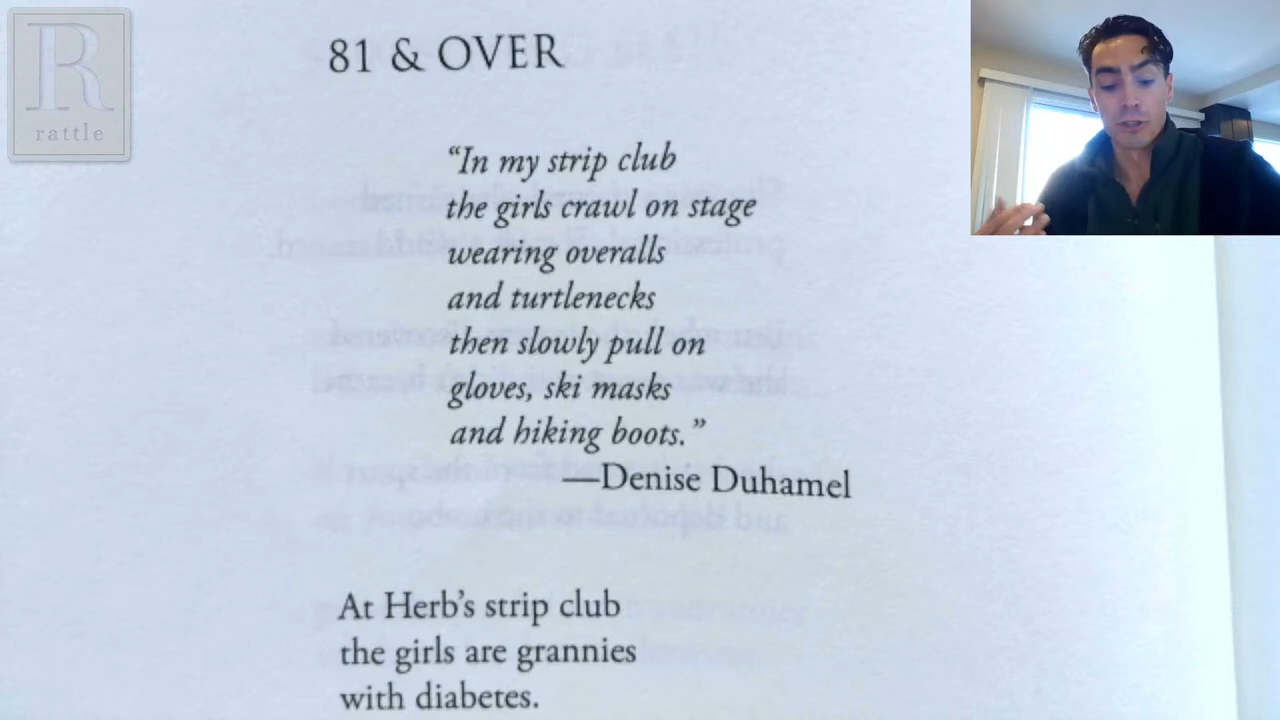 R
rattle
81 & OVER
“In my strip club
the girls crawl on stage
wearing overalls
and turtlenecks
then slowly pull on
gloves, ski masks
and hiking boots.”
—Denise Duhamel
At Herb’s strip club
the girls are grannies
with diabetes.